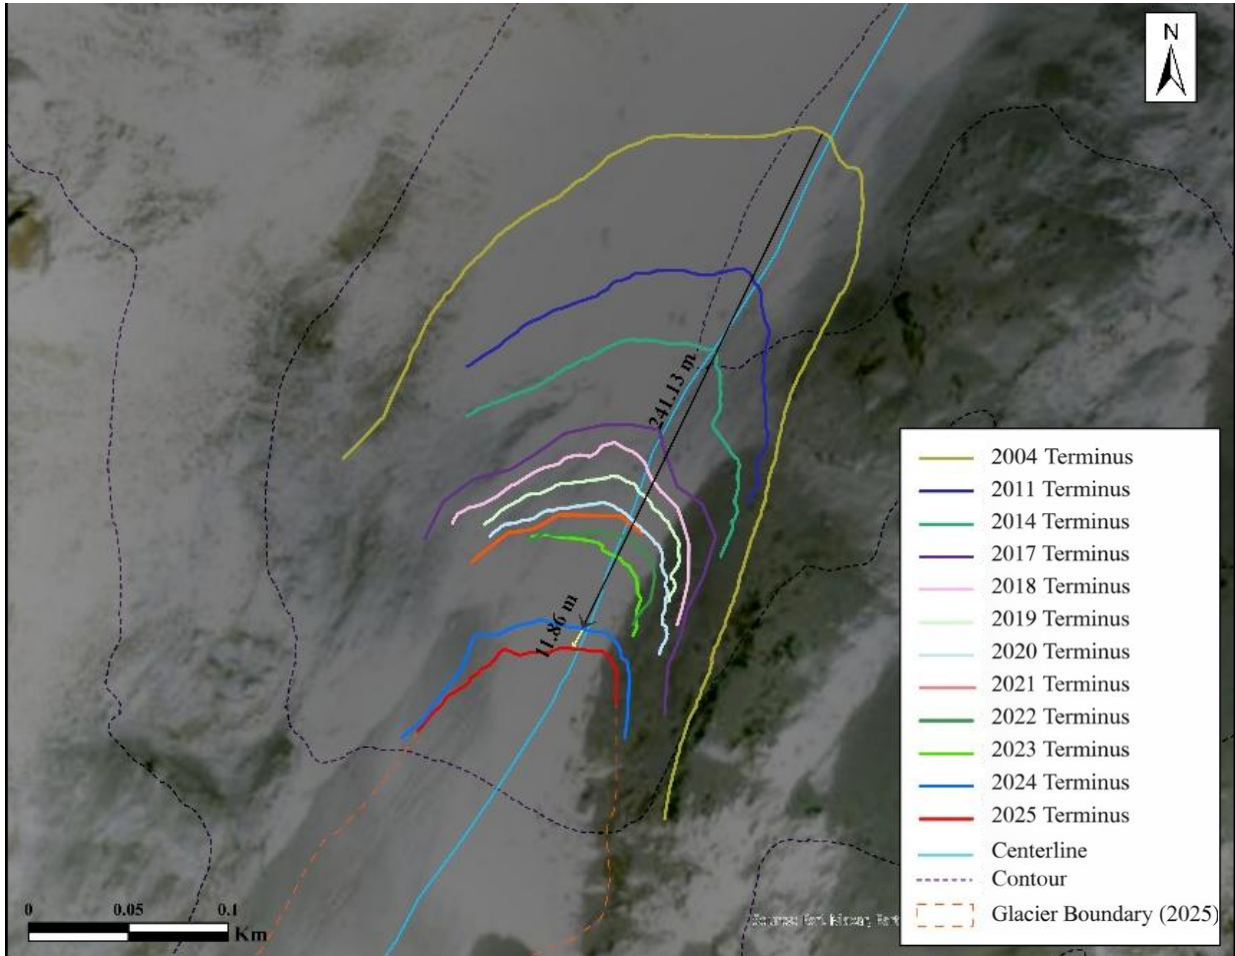 N
241.13 m
11.86 m
2004 Terminus
2011 Terminus
2014 Terminus
2017 Terminus
2018 Terminus
2019 Terminus
2020 Terminus
2021 Terminus
2022 Terminus
2023 Terminus
2024 Terminus
2025 Terminus
Centerline
Contour
Glacier Boundary (2025)
0 0.05 0.1
Km